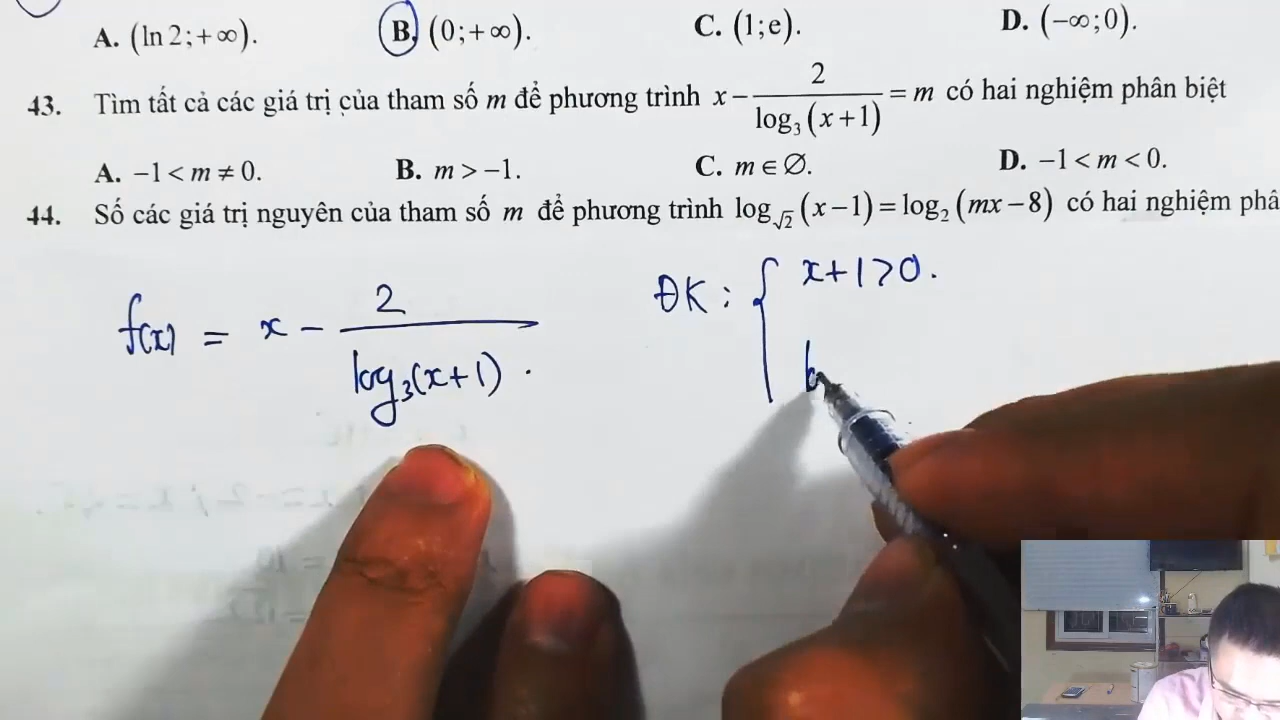 A. (ln 2; +∞). B. (0; +∞). C. (1; e). D. (−∞; 0).
43. Tìm tất cả các giá trị của tham số m để phương trình x − 2/log₃(x+1) = m có hai nghiệm phân biệt
A. −1 < m ≠ 0. B. m > −1. C. m ∈ ∅. D. −1 < m < 0.
44. Số các giá trị nguyên của tham số m để phương trình log_√2 (x−1) = log₂ (mx−8) có hai nghiệm
f(x) = x − 2/log₃(x+1). ĐK: { x+1>0.